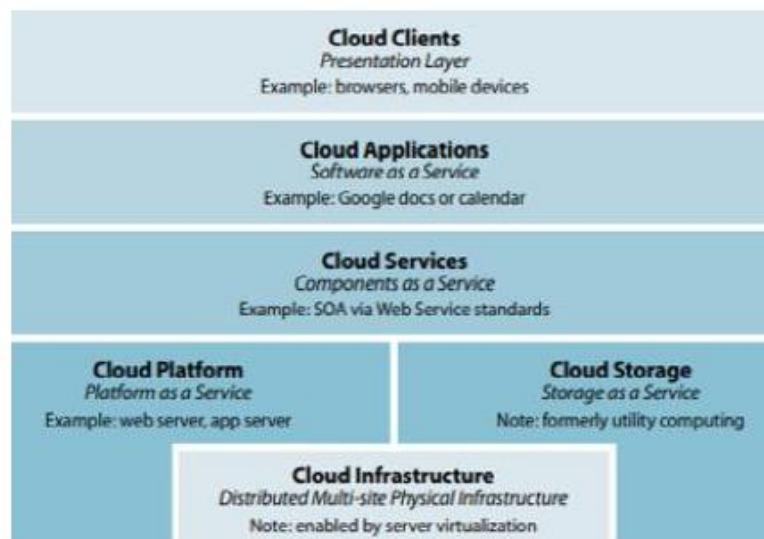 Cloud Clients
Presentation Layer
Example: browsers, mobile devices
Cloud Applications
Software as a Service
Example: Google docs or calendar
Cloud Services
Components as a Service
Example: SOA via Web Service standards
Cloud Platform
Platform as a Service
Example: web server, app server
Cloud Storage
Storage as a Service
Note: formerly utility computing
Cloud Infrastructure
Distributed Multi-site Physical Infrastructure
Note: enabled by server virtualization